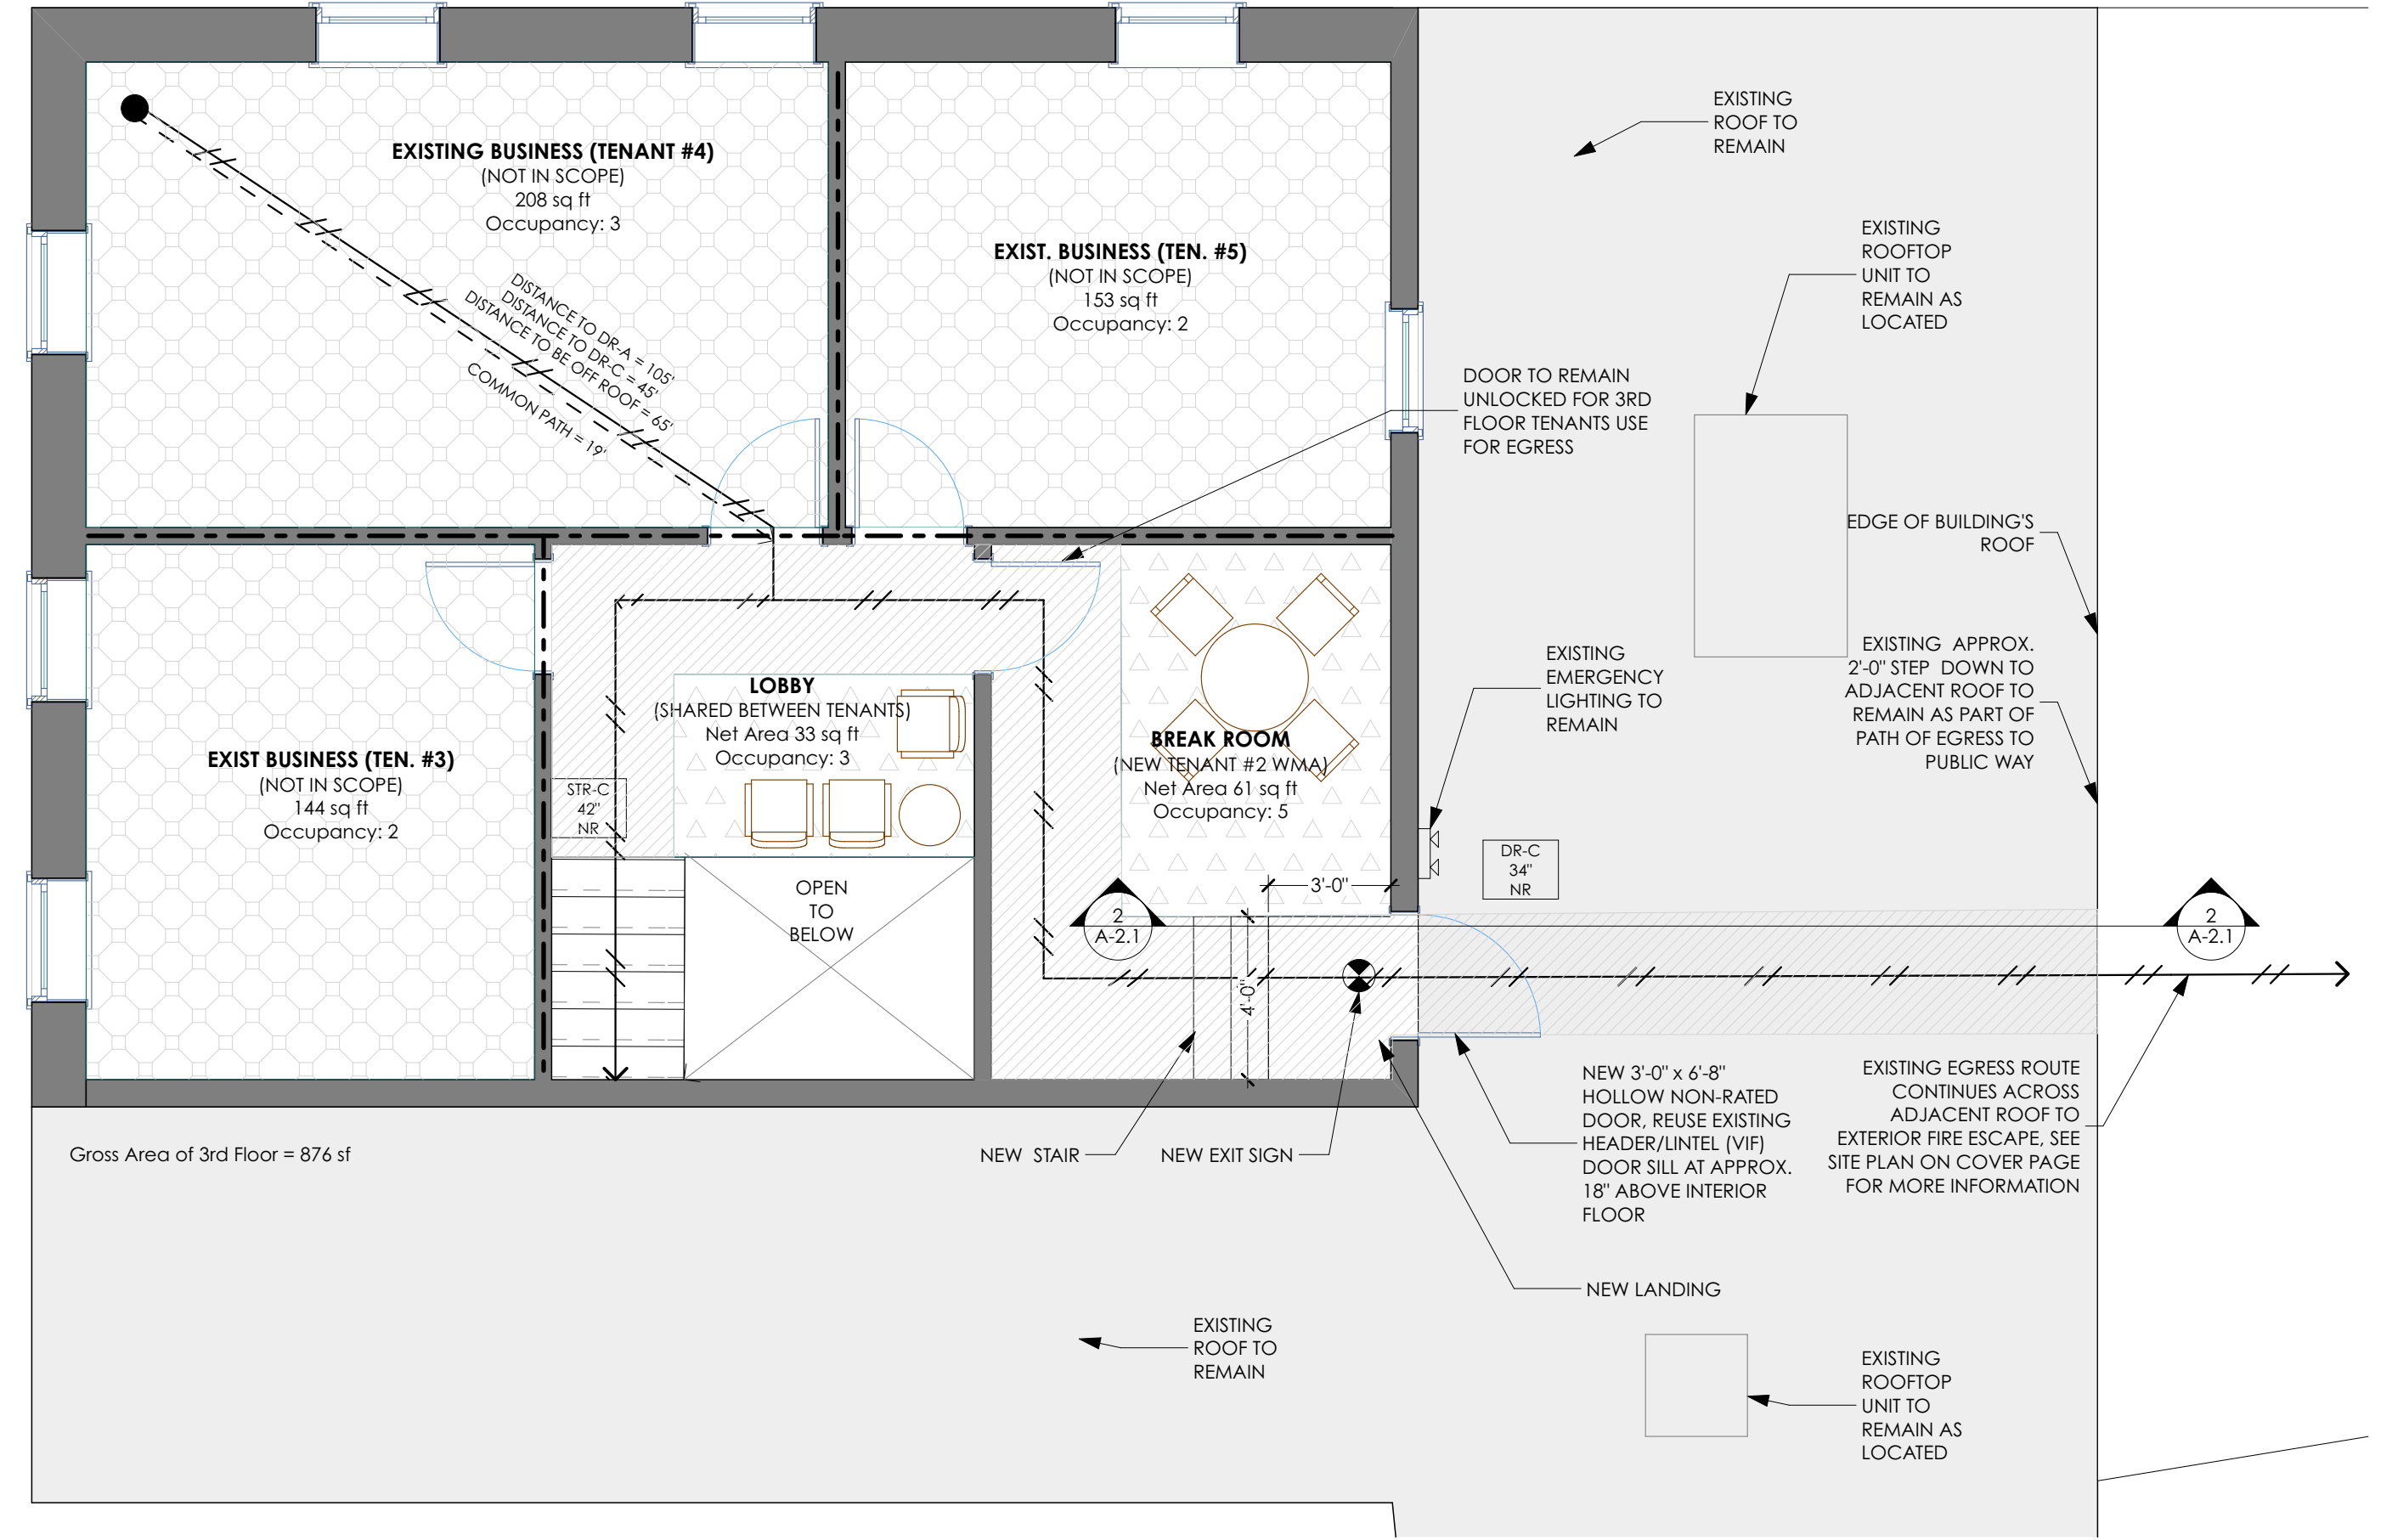 EXISTING BUSINESS (TENANT #4)
(NOT IN SCOPE)
208 sq ft
Occupancy: 3
DISTANCE TO DR-A = 105'
DISTANCE TO DR-C = 45'
DISTANCE TO BE OFF ROOF = 65'
COMMON PATH = 19'
EXIST. BUSINESS (TEN. #5)
(NOT IN SCOPE)
153 sq ft
Occupancy: 2
EXISTING
ROOF TO
REMAIN
EXISTING
ROOFTOP
UNIT TO
REMAIN AS
LOCATED
DOOR TO REMAIN
UNLOCKED FOR 3RD
FLOOR TENANTS USE
FOR EGRESS
EDGE OF BUILDING'S
ROOF
EXISTING APPROX.
2'-0" STEP DOWN TO
ADJACENT ROOF TO
REMAIN AS PART OF
PATH OF EGRESS TO
PUBLIC WAY
EXISTING
EMERGENCY
LIGHTING TO
REMAIN
EXIST BUSINESS (TEN. #3)
(NOT IN SCOPE)
144 sq ft
Occupancy: 2
LOBBY
(SHARED BETWEEN TENANTS)
Net Area 33 sq ft
Occupancy: 3
BREAK ROOM
(NEW TENANT #2 WMA)
Net Area 61 sq ft
Occupancy: 5
STR-C
42"
NR
OPEN
TO
BELOW
DR-C
34"
NR
3'-0"
4'-0"
2
A-2.1
2
A-2.1
Gross Area of 3rd Floor = 876 sf
NEW STAIR
NEW EXIT SIGN
NEW 3'-0" x 6'-8"
HOLLOW NON-RATED
DOOR, REUSE EXISTING
HEADER/LINTEL (VIF)
DOOR SILL AT APPROX.
18" ABOVE INTERIOR
FLOOR
EXISTING EGRESS ROUTE
CONTINUES ACROSS
ADJACENT ROOF TO
EXTERIOR FIRE ESCAPE, SEE
SITE PLAN ON COVER PAGE
FOR MORE INFORMATION
NEW LANDING
EXISTING
ROOF TO
REMAIN
EXISTING
ROOFTOP
UNIT TO
REMAIN AS
LOCATED